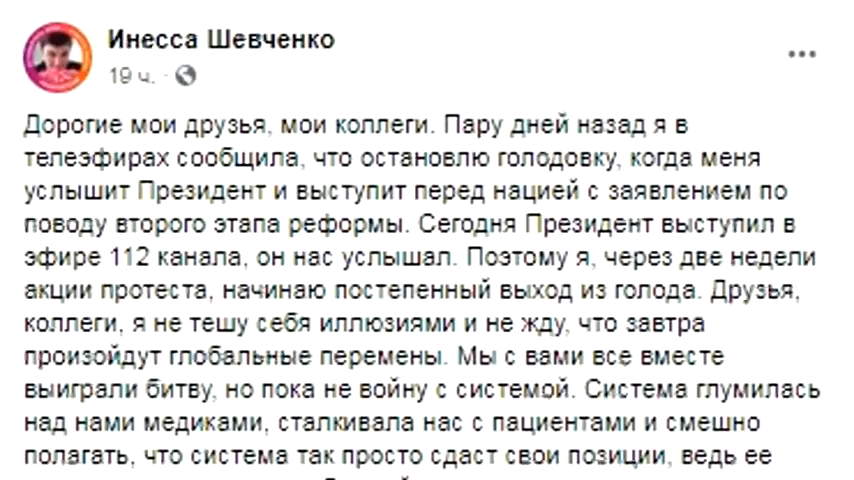 Инесса Шевченко
19 ч.
Дорогие мои друзья, мои коллеги. Пару дней назад я в
телеэфирах сообщила, что остановлю голодовку, когда меня
услышит Президент и выступит перед нацией с заявлением по
поводу второго этапа реформы. Сегодня Президент выступил в
эфире 112 канала, он нас услышал. Поэтому я, через две недели
акции протеста, начинаю постепенный выход из голода. Друзья,
коллеги, я не тешу себя иллюзиями и не жду, что завтра
произойдут глобальные перемены. Мы с вами все вместе
выиграли битву, но пока не войну с системой. Система глумилась
над нами медиками, сталкивала нас с пациентами и смешно
полагать, что система так просто сдаст свои позиции, ведь ее